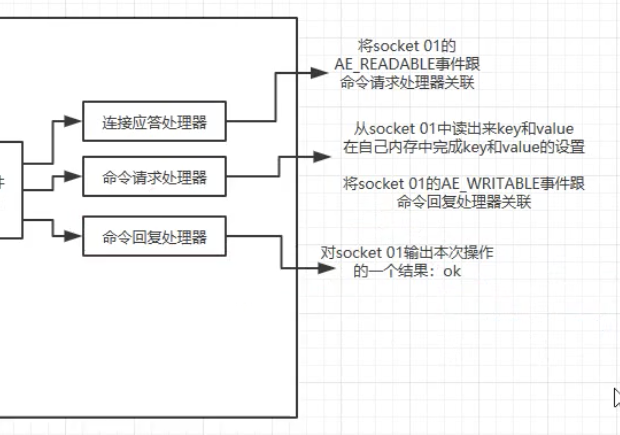 将socket 01的
AE_READABLE事件跟
命令请求处理器关联
连接应答处理器
从socket 01中读出来key和value
在自己内存中完成key和value的设置
件
命令请求处理器
将socket 01的AE_WRITABLE事件跟
命令回复处理器关联
命令回复处理器
对socket 01输出本次操作
的一个结果：ok